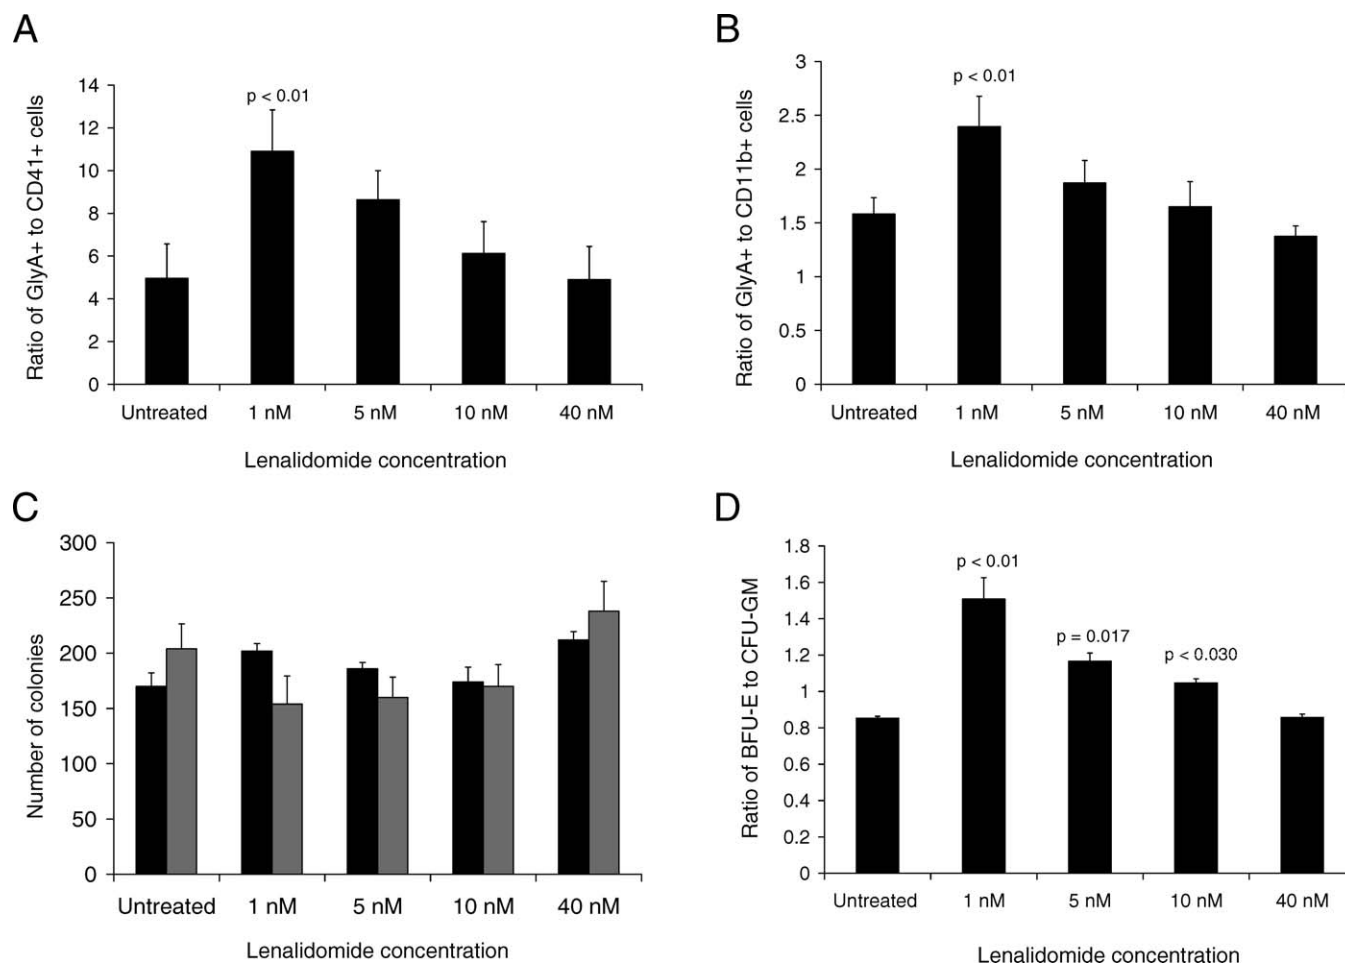 A
Ratio of GlyA+ to CD41+ cells
14
12
10
8
6
4
2
0
p < 0.01
Untreated 1 nM 5 nM 10 nM 40 nM
Lenalidomide concentration
B
Ratio of GlyA+ to CD11b+ cells
3
2.5
2
1.5
1
0.5
0
p < 0.01
Untreated 1 nM 5 nM 10 nM 40 nM
Lenalidomide concentration
C
Number of colonies
300
250
200
150
100
50
0
Untreated 1 nM 5 nM 10 nM 40 nM
Lenalidomide concentration
D
Ratio of BFU-E to CFU-GM
1.8
1.6
1.4
1.2
1
0.8
0.6
0.4
0.2
0
p < 0.01
p = 0.017
p < 0.030
Untreated 1 nM 5 nM 10 nM 40 nM
Lenalidomide concentration